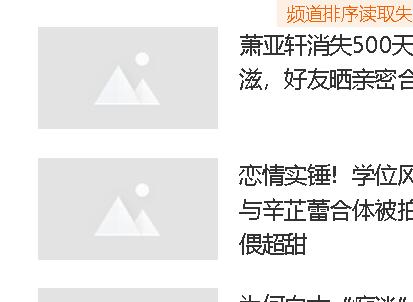 频道排序读取失
萧亚轩消失500天
滋，好友晒亲密合
恋情实锤！学位风
与辛芷蕾合体被拍
偎超甜